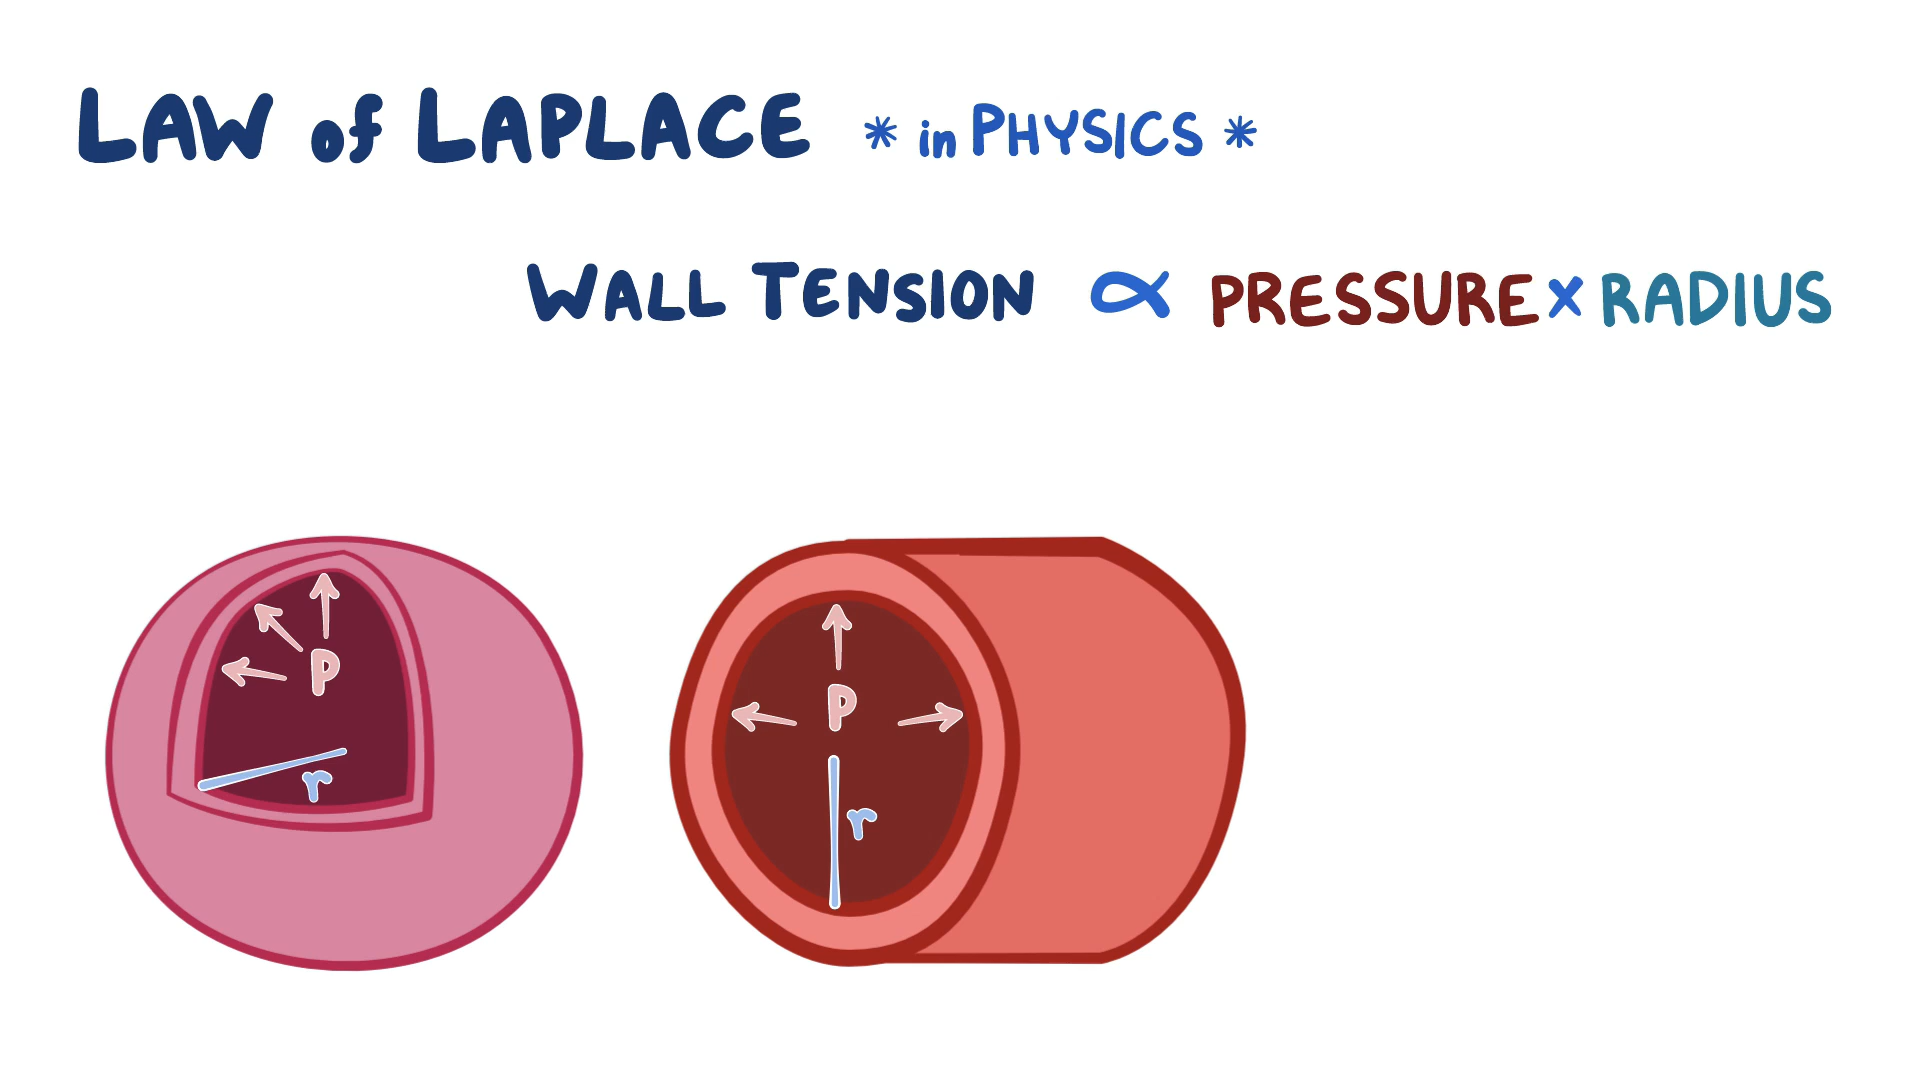 LAW of LAPLACE * in PHYSICS *
WALL TENSION ∝ PRESSURE x RADIUS
P
r
P
r